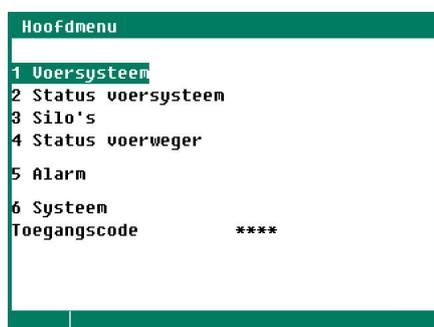 Hoofdmenu
1 Voersysteem
2 Status voersysteem
3 Silo's
4 Status voerweger
5 Alarm
6 Systeem
Toegangscode ****